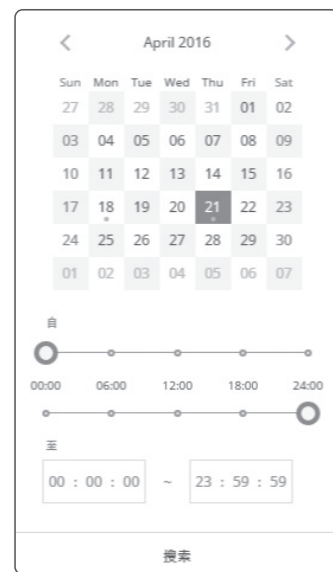 April 2016
Sun Mon Tue Wed Thu Fri Sat
27 28 29 30 31 01 02
03 04 05 06 07 08 09
10 11 12 13 14 15 16
17 18 19 20 21 22 23
24 25 26 27 28 29 30
01 02 03 04 05 06 07
自
00:00 06:00 12:00 18:00 24:00
至
00 : 00 : 00 ~ 23 : 59 : 59
搜索